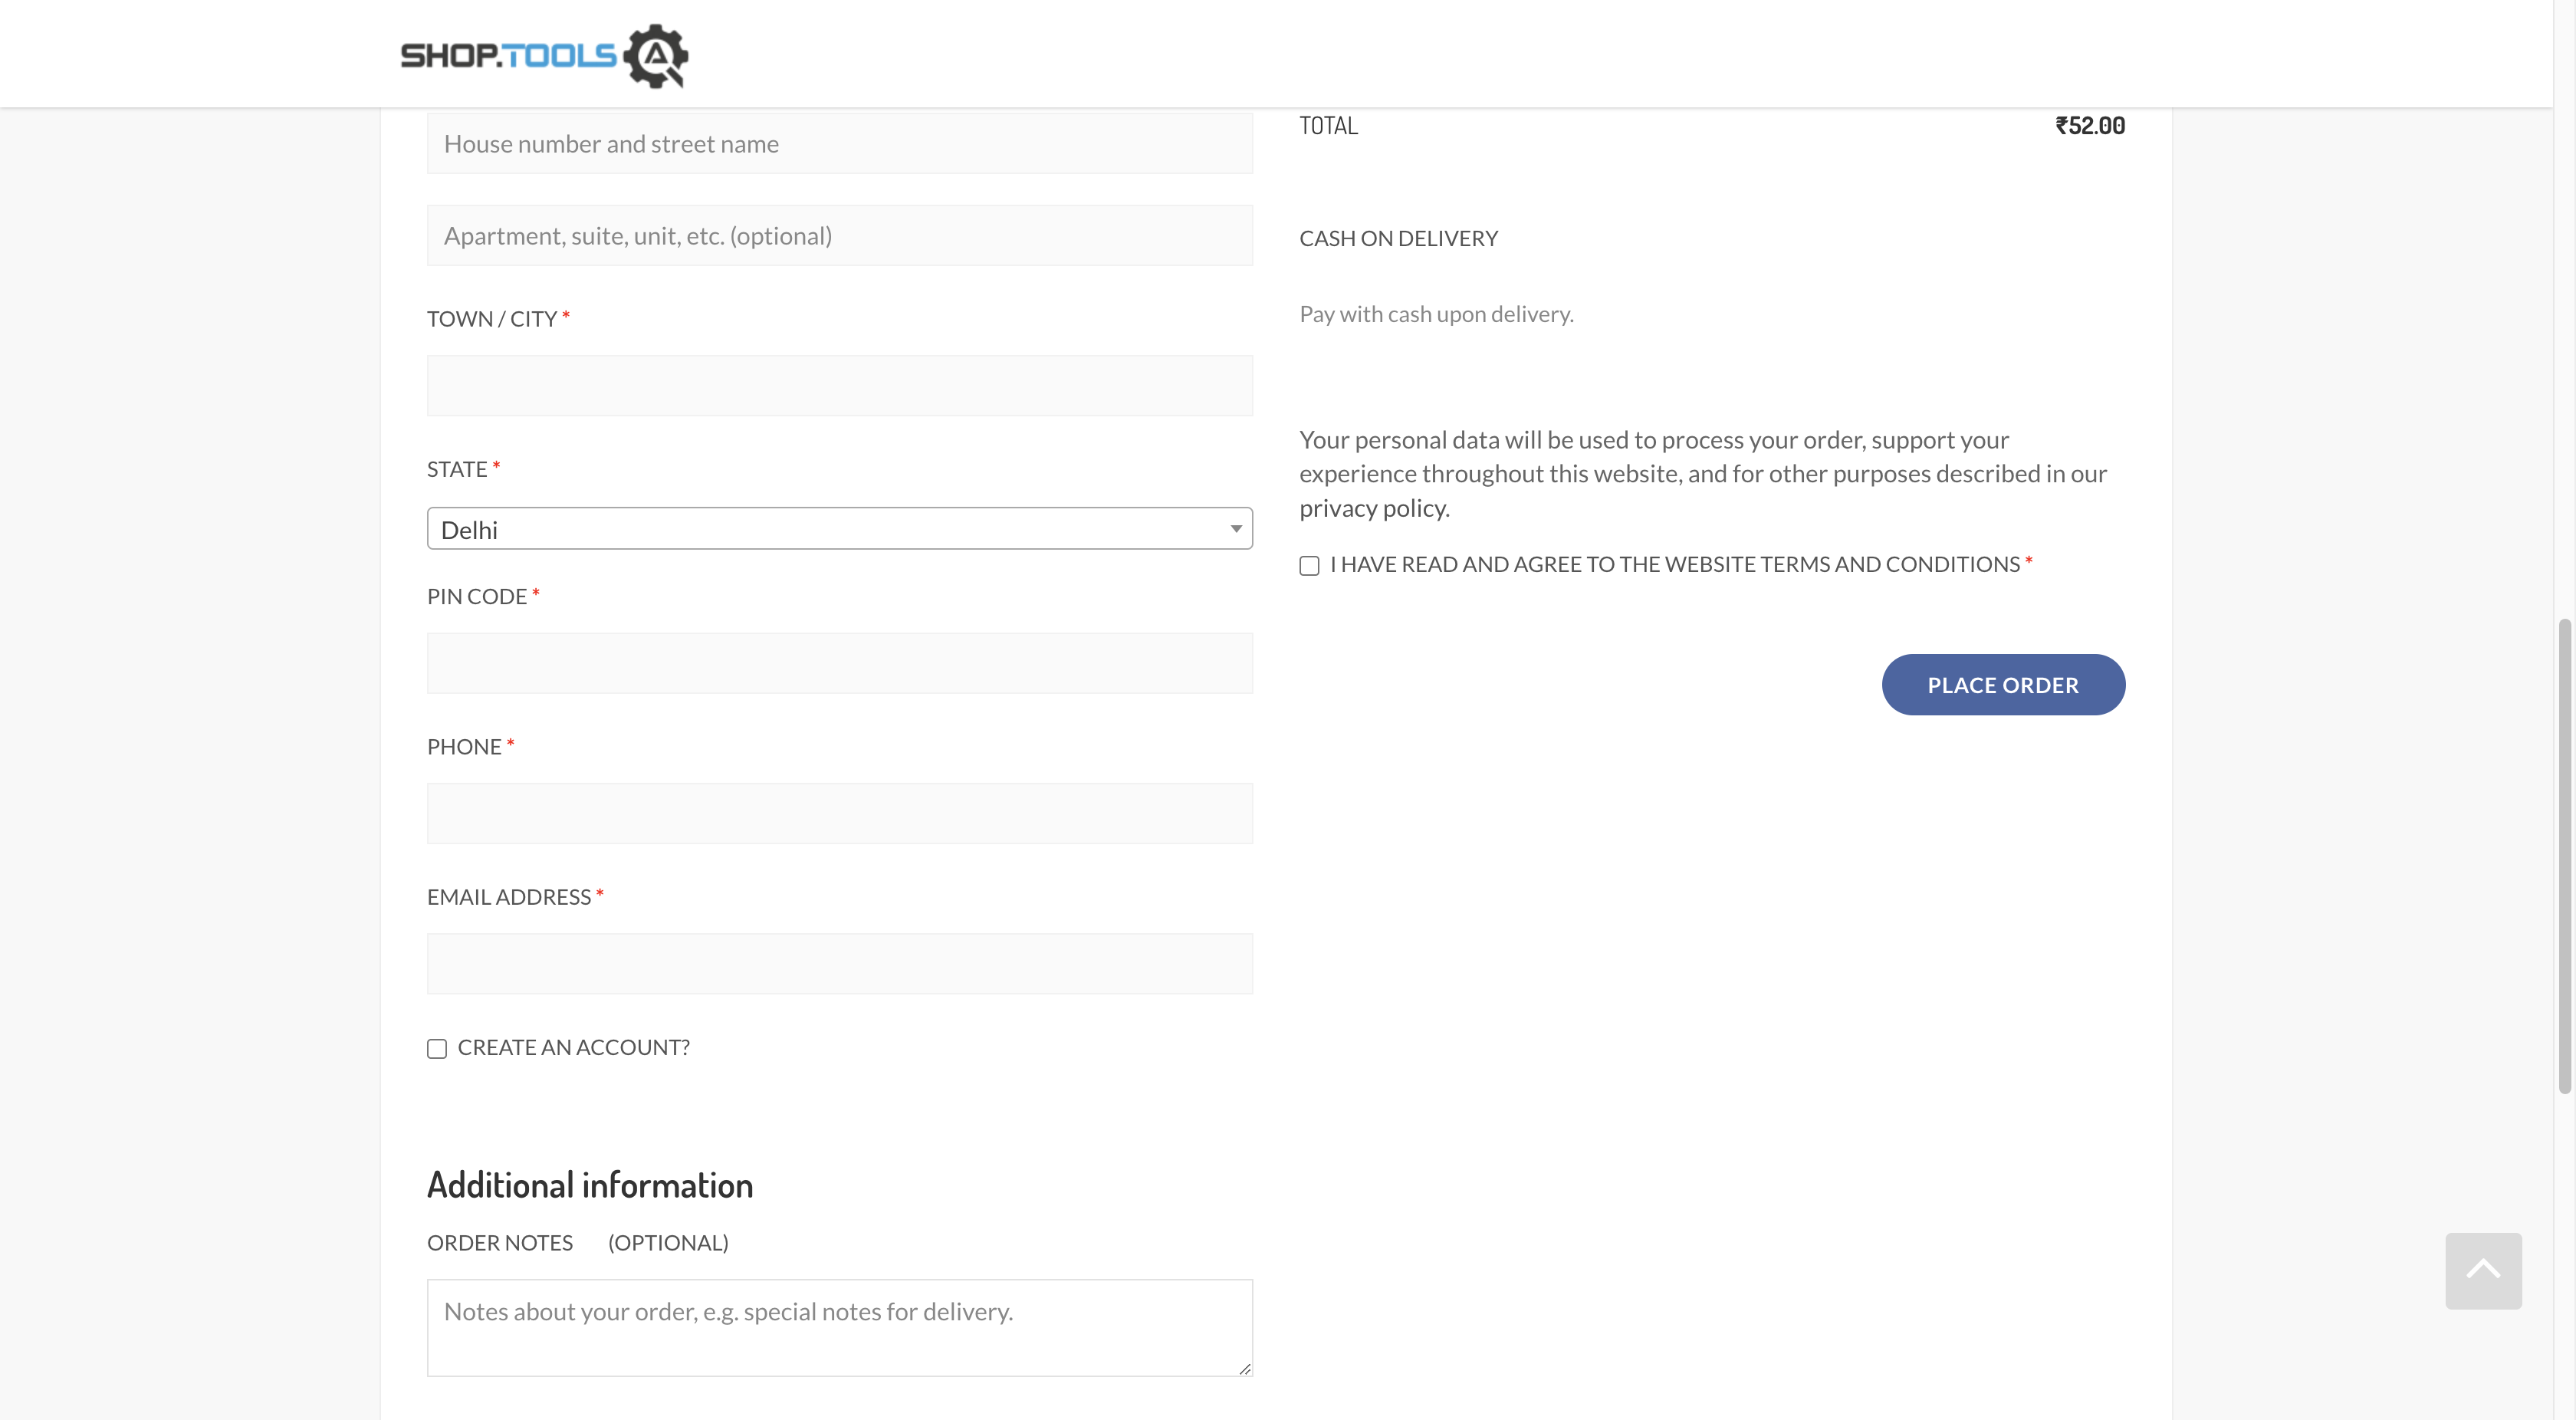 SHOP.TOOLS
House number and street name
Apartment, suite, unit, etc. (optional)
TOWN / CITY *
STATE *
Delhi
PIN CODE *
PHONE *
EMAIL ADDRESS *
CREATE AN ACCOUNT?
Additional information
ORDER NOTES (OPTIONAL)
Notes about your order, e.g. special notes for delivery.
TOTAL ₹52.00
CASH ON DELIVERY
Pay with cash upon delivery.
Your personal data will be used to process your order, support your
experience throughout this website, and for other purposes described in our
privacy policy.
I HAVE READ AND AGREE TO THE WEBSITE TERMS AND CONDITIONS *
PLACE ORDER